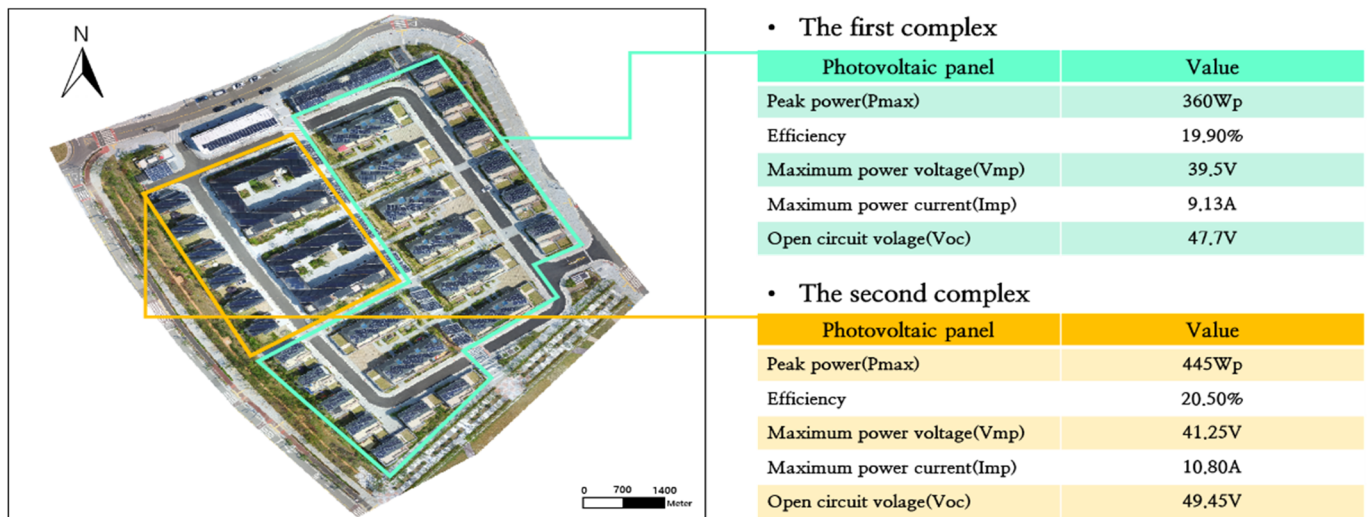 N
0 700 1400
Meter
• The first complex
Photovoltaic panel Value
Peak power(Pmax) 360Wp
Efficiency 19.90%
Maximum power voltage(Vmp) 39.5V
Maximum power current(Imp) 9.13A
Open circuit volage(Voc) 47.7V
• The second complex
Photovoltaic panel Value
Peak power(Pmax) 445Wp
Efficiency 20.50%
Maximum power voltage(Vmp) 41.25V
Maximum power current(Imp) 10.80A
Open circuit volage(Voc) 49.45V